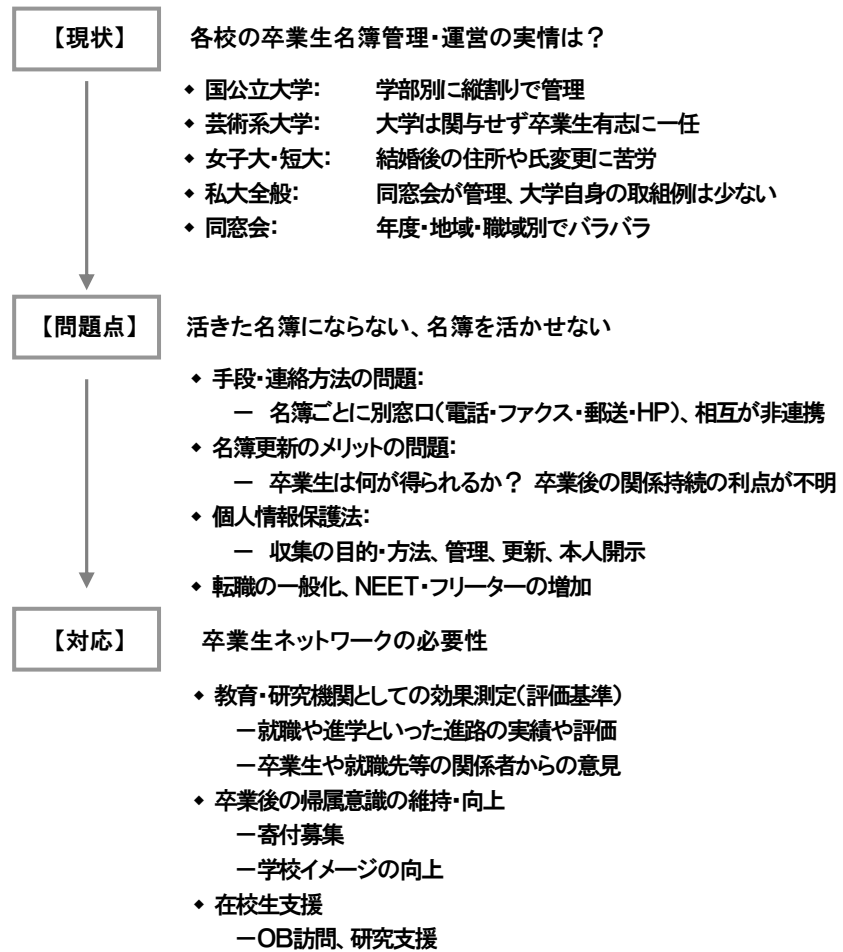 【現状】 各校の卒業生名簿管理・運営の実情は？
◆ 国公立大学： 学部別に縦割りで管理
◆ 芸術系大学： 大学は関与せず卒業生有志に一任
◆ 女子大・短大： 結婚後の住所や氏変更に苦労
◆ 私大全般： 同窓会が管理、大学自身の取組例は少ない
◆ 同窓会： 年度・地域・職域別でバラバラ
【問題点】 活きた名簿にならない、名簿を活かせない
◆ 手段・連絡方法の問題：
－ 名簿ごとに別窓口（電話・ファクス・郵送・HP）、相互が非連携
◆ 名簿更新のメリットの問題：
－ 卒業生は何が得られるか？ 卒業後の関係持続の利点が不明
◆ 個人情報保護法：
－ 収集の目的・方法、管理、更新、本人開示
◆ 転職の一般化、NEET・フリーターの増加
【対応】 卒業生ネットワークの必要性
◆ 教育・研究機関としての効果測定（評価基準）
－就職や進学といった進路の実績や評価
－卒業生や就職先等の関係者からの意見
◆ 卒業後の帰属意識の維持・向上
－寄付募集
－学校イメージの向上
◆ 在校生支援
－OB訪問、研究支援